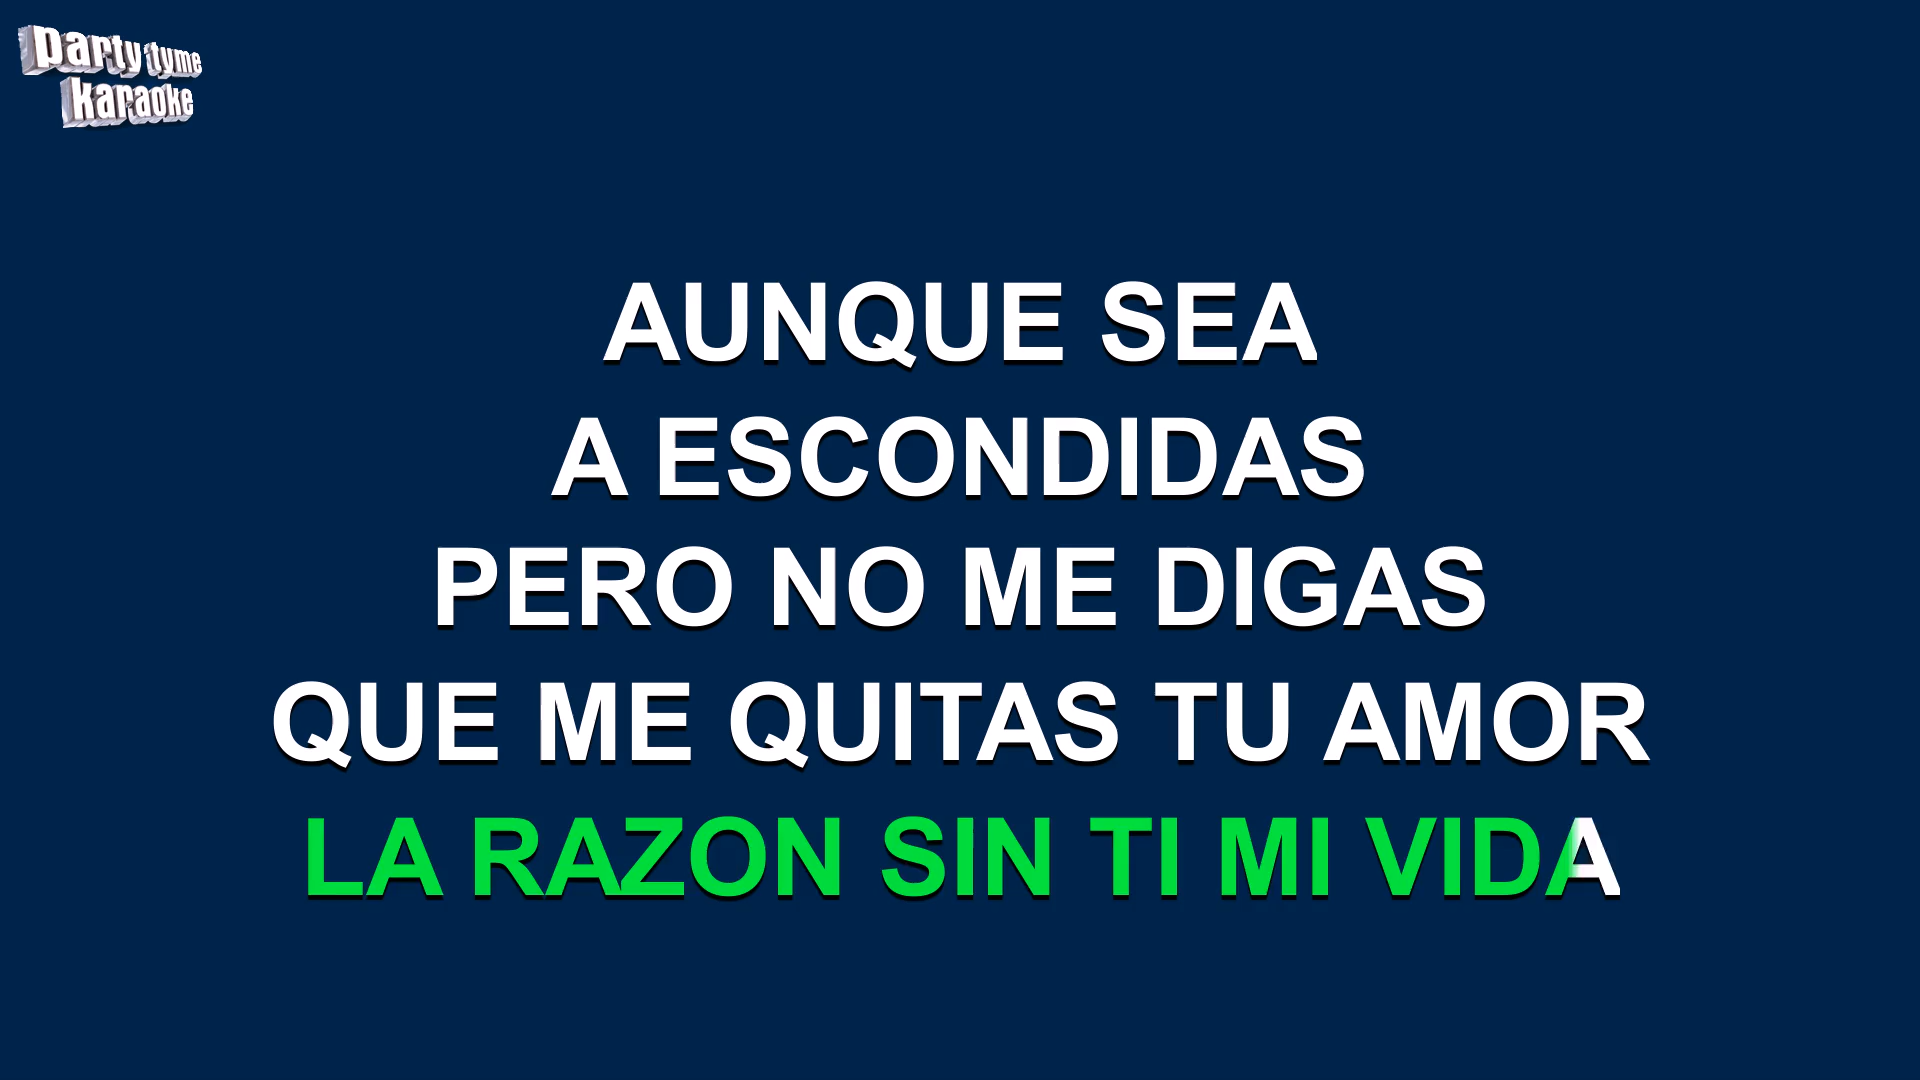 party tyme
karaoke
AUNQUE SEA
A ESCONDIDAS
PERO NO ME DIGAS
QUE ME QUITAS TU AMOR
LA RAZON SIN TI MI VIDA